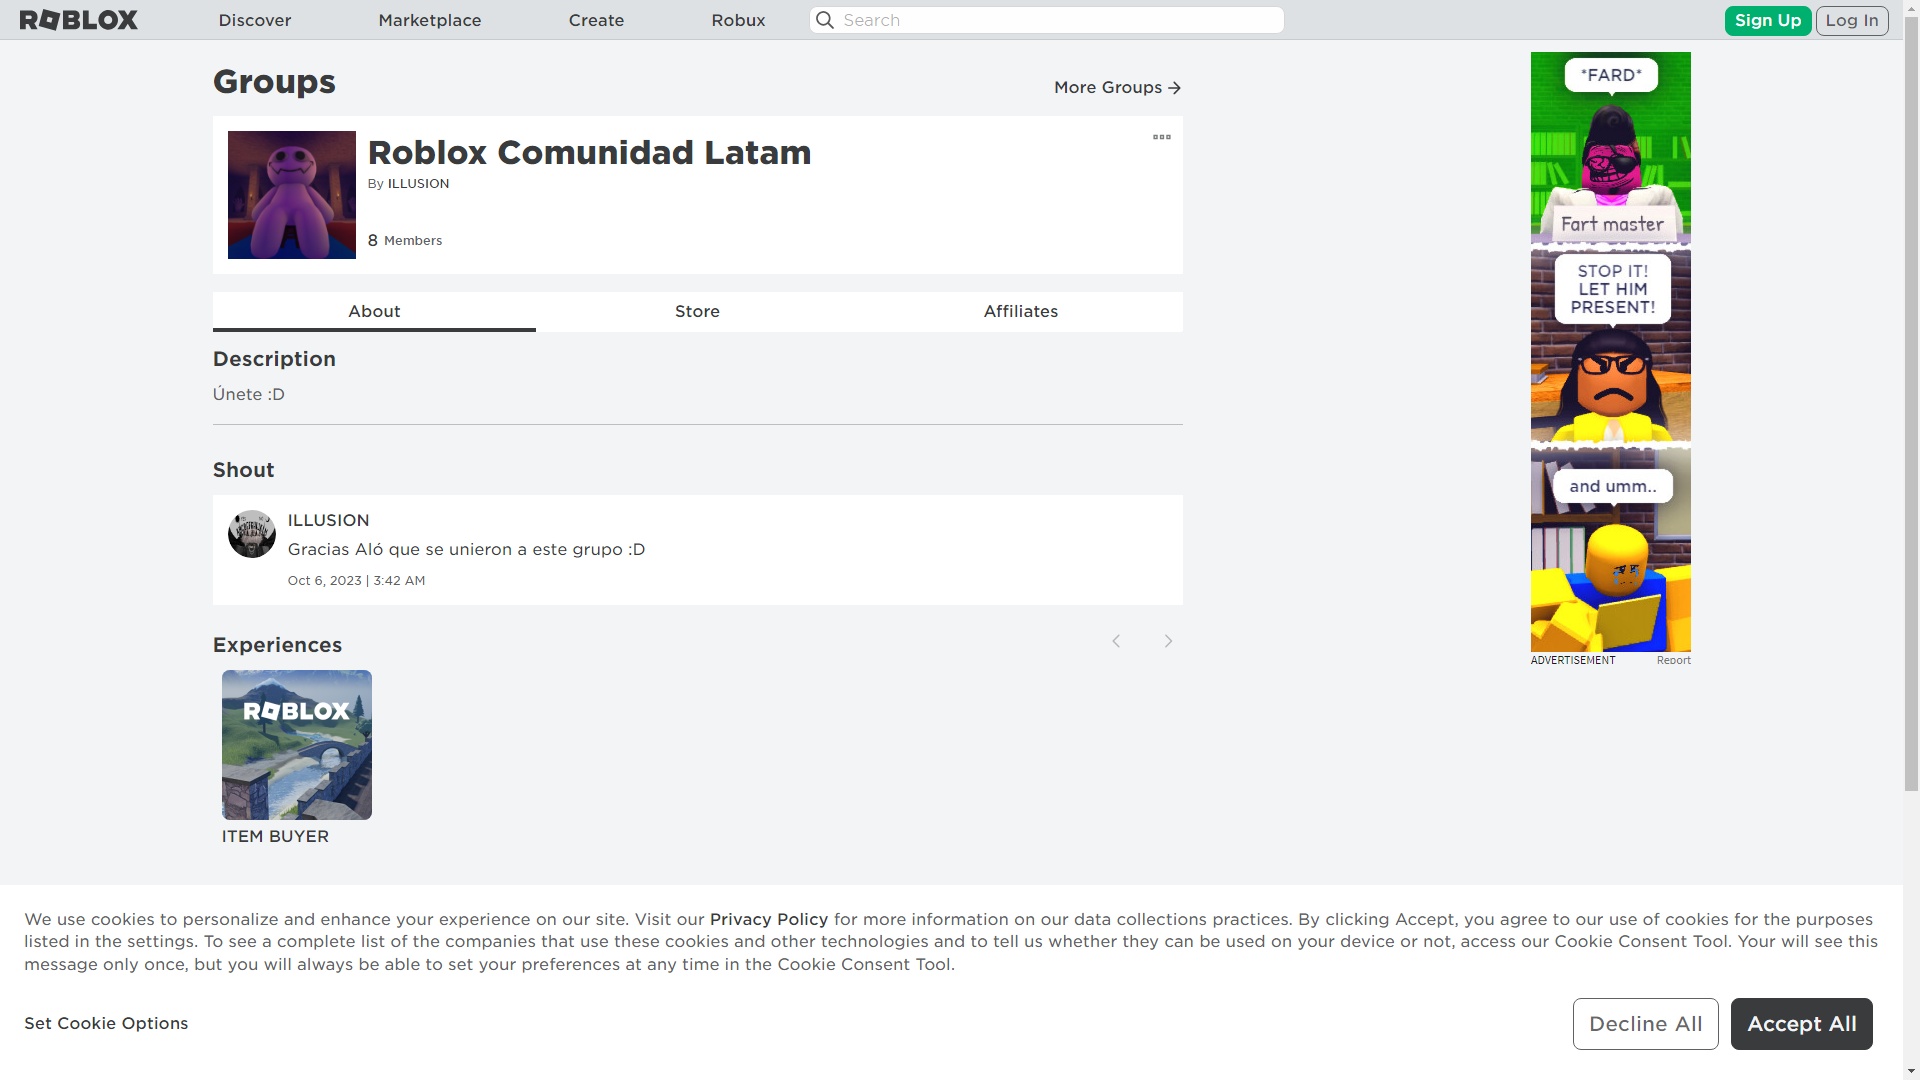 ROBLOX
Discover
Marketplace
Create
Robux
Search
Sign Up
Log In
Groups
More Groups
Roblox Comunidad Latam
By ILLUSION
8 Members
About
Store
Affiliates
Description
Únete :D
Shout
ILLUSION
Gracias Aló que se unieron a este grupo :D
Oct 6, 2023 | 3:42 AM
Experiences
ROBLOX
ITEM BUYER
*FARD*
Fart master
STOP IT!
LET HIM
PRESENT!
and umm..
ADVERTISEMENT
Report
We use cookies to personalize and enhance your experience on our site. Visit our Privacy Policy for more information on our data collections practices. By clicking Accept, you agree to our use of cookies for the purposes
listed in the settings. To see a complete list of the companies that use these cookies and other technologies and to tell us whether they can be used on your device or not, access our Cookie Consent Tool. Your will see this
message only once, but you will always be able to set your preferences at any time in the Cookie Consent Tool.
Set Cookie Options
Decline All
Accept All